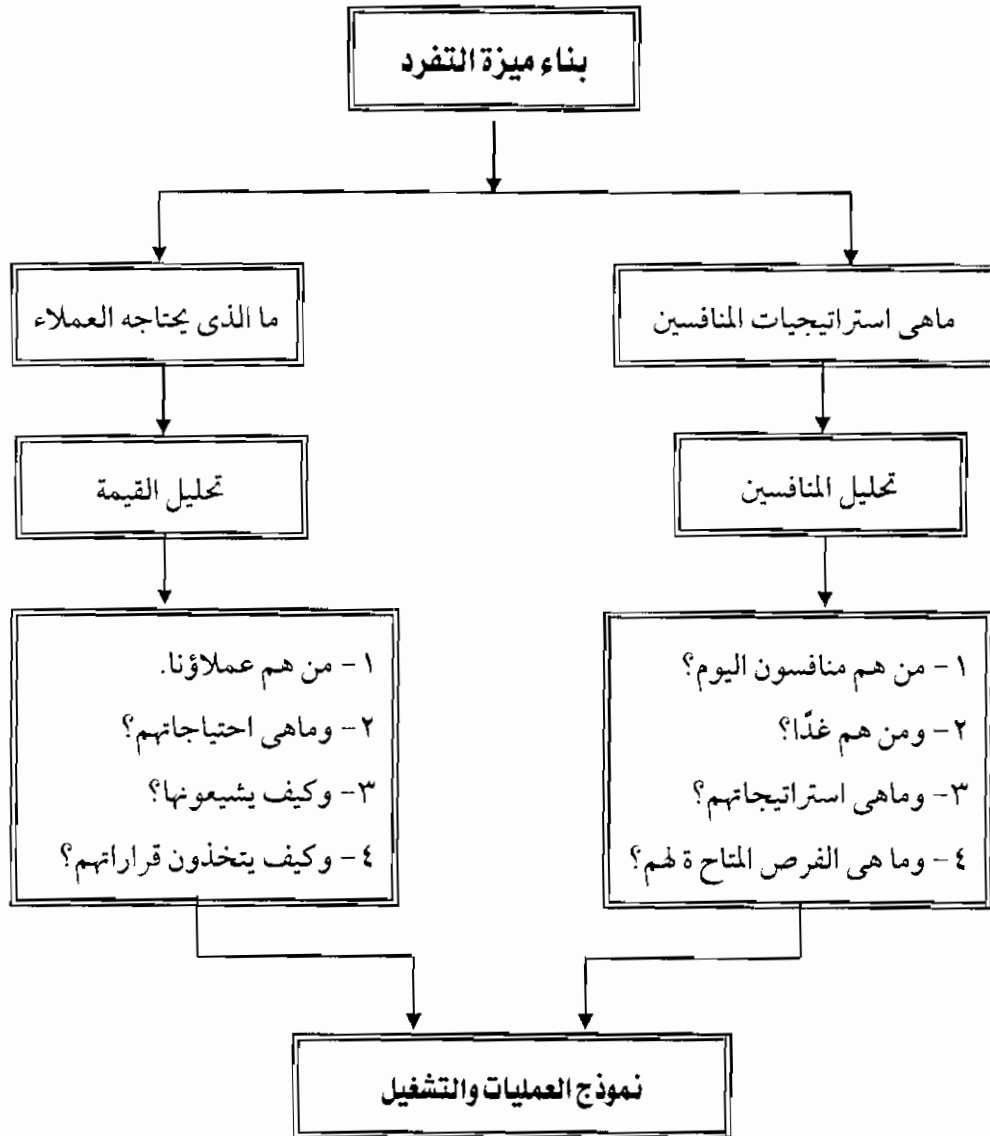 بناء ميزة التفرد
ماهى استراتيجيات المنافسين
ما الذى يحتاجه العملاء
تحليل المنافسين
تحليل القيمة
١- من هم منافسون اليوم؟
٢- ومن هم غدًّا؟
٣- وماهى استراتيجاتهم؟
٤- وما هى الفرص المتاح ة لهم؟
١- من هم عملاؤنا.
٢- وماهى احتياجاتهم؟
٣- وكيف يشيعونها؟
٤- وكيف يتخذون قراراتهم؟
نموذج العمليات والتشغيل